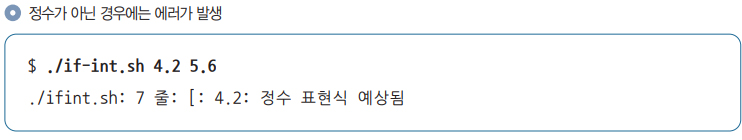 정수가 아닌 경우에는 에러가 발생
$ ./if-int.sh 4.2 5.6
./ifint.sh: 7 줄: [: 4.2: 정수 표현식 예상됨